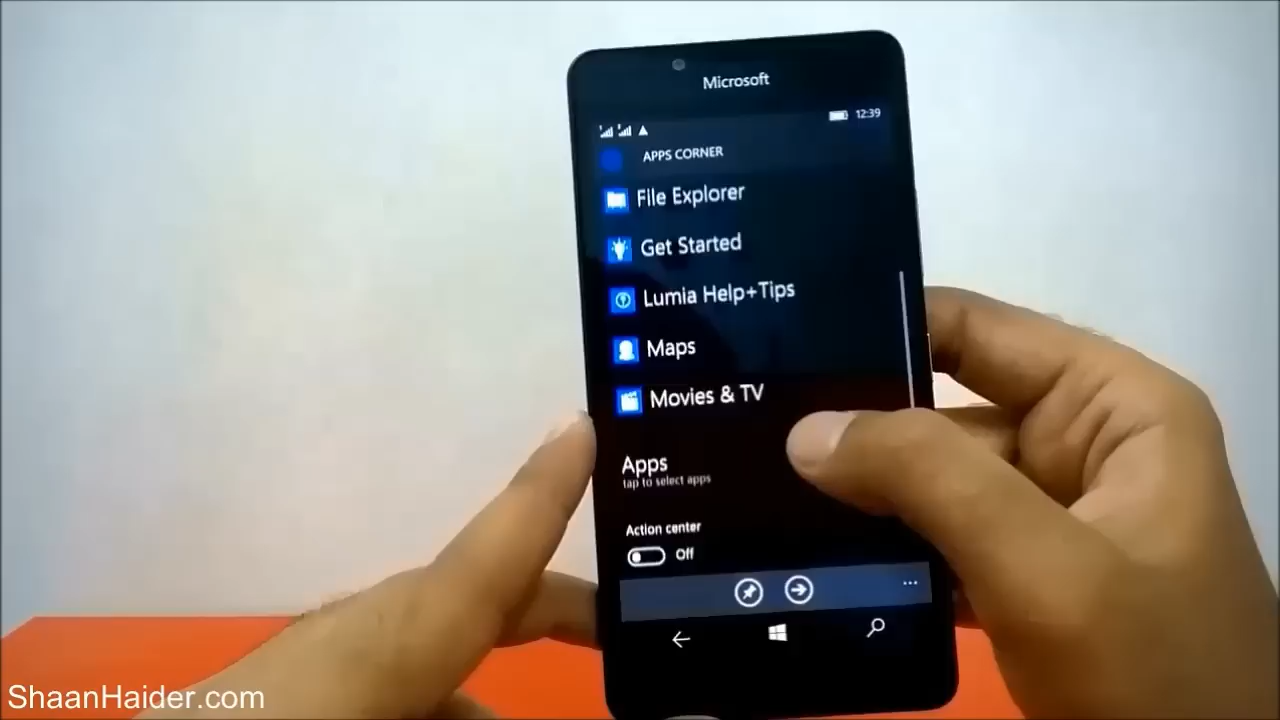 Microsoft
12:39
APPS CORNER
File Explorer
Get Started
Lumia Help+Tips
Maps
Movies & TV
Apps
tap to select apps
Action center
Off
ShaanHaider.com